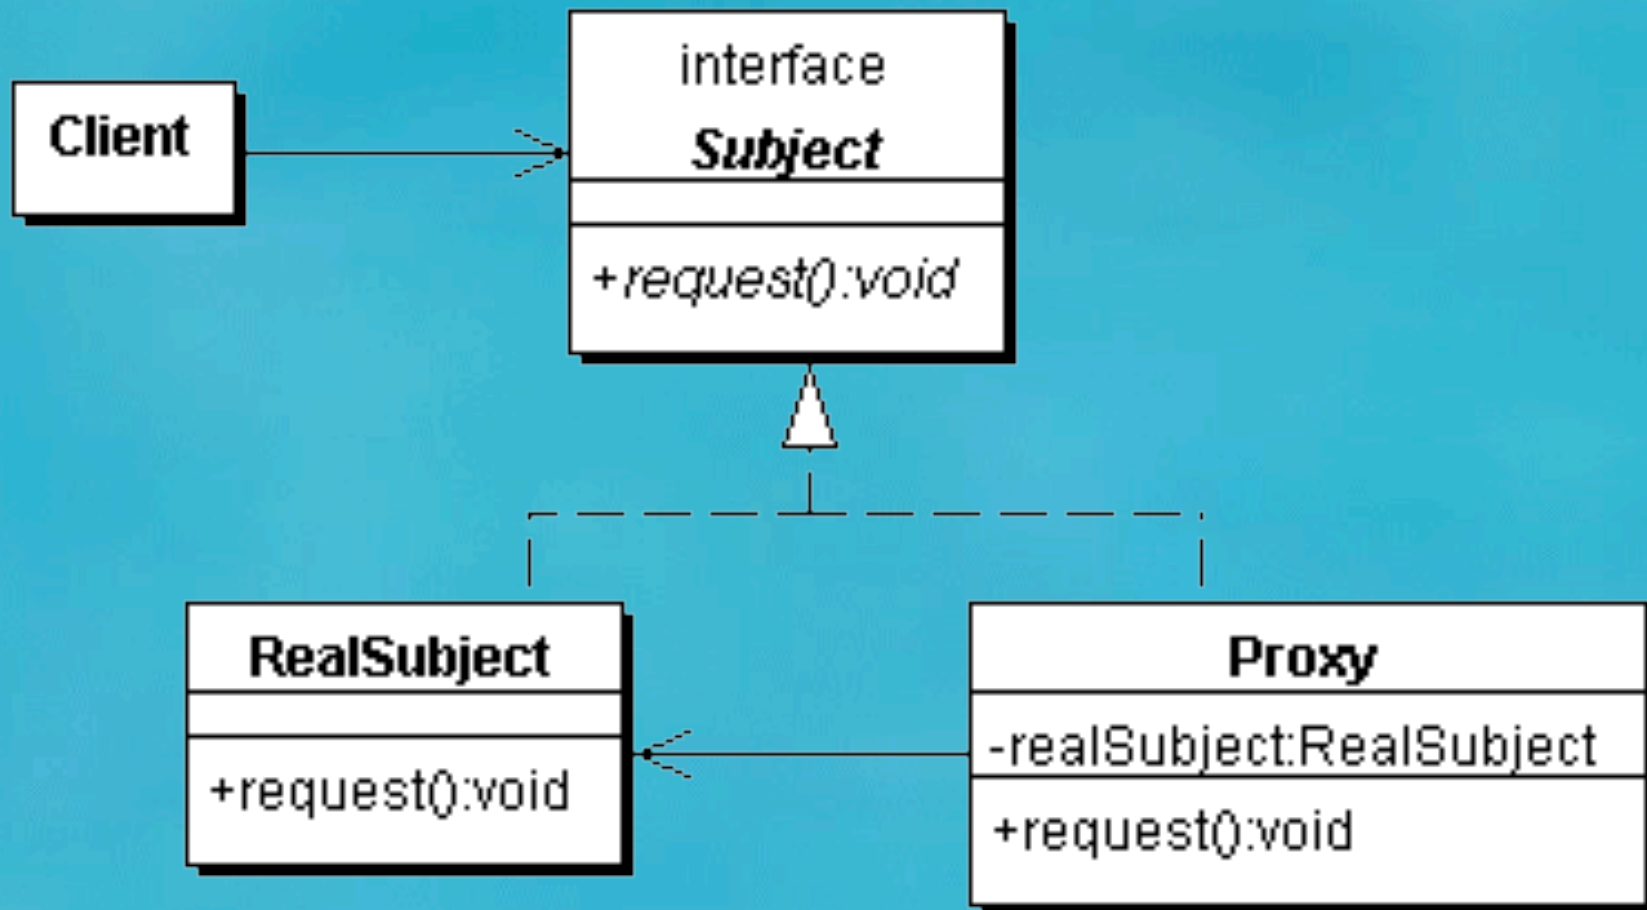 Client
interface
Subject
+request():void
RealSubject
+request():void
Proxy
-realSubject:RealSubject
+request():void